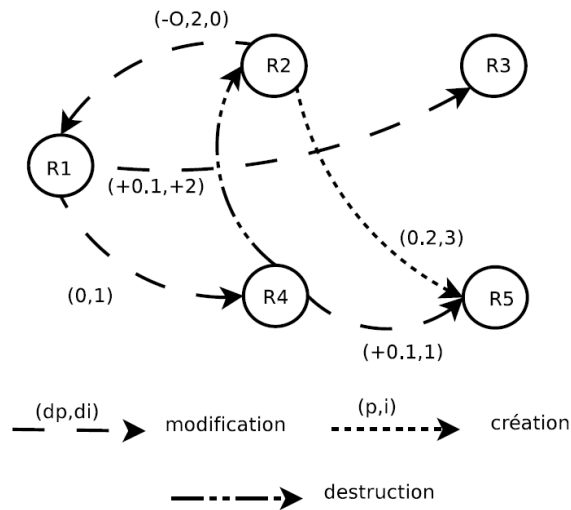 (-O,2,0)
R2
R3
R1
(+0.1,+2)
(0.2,3)
(0,1)
R4
R5
(+0.1,1)
(dp,di)
modification
(p,i)
création
destruction